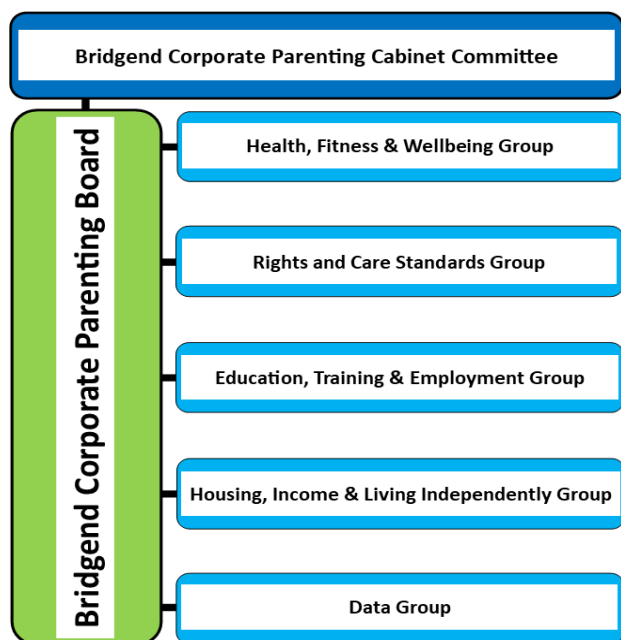 Bridgend Corporate Parenting Cabinet Committee
Bridgend Corporate Parenting Board
Health, Fitness & Wellbeing Group
Rights and Care Standards Group
Education, Training & Employment Group
Housing, Income & Living Independently Group
Data Group